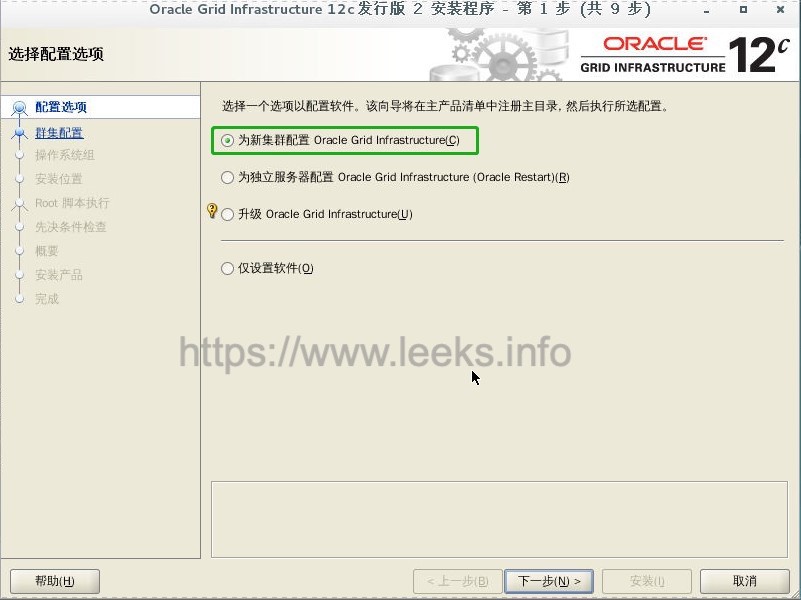 Oracle Grid Infrastructure 12c 发行版 2 安装程序 - 第 1 步 (共 9 步)
选择配置选项
ORACLE
GRID INFRASTRUCTURE
12c
配置选项
群集配置
操作系统组
安装位置
Root 脚本执行
先决条件检查
概要
安装产品
完成
选择一个选项以配置软件。该向导将在主产品清单中注册主目录, 然后执行所选配置。
为新集群配置 Oracle Grid Infrastructure(C)
为独立服务器配置 Oracle Grid Infrastructure (Oracle Restart)(R)
升级 Oracle Grid Infrastructure(U)
仅设置软件(O)
https://www.leeks.info
帮助(H)
< 上一步(B)
下一步(N) >
安装(I)
取消